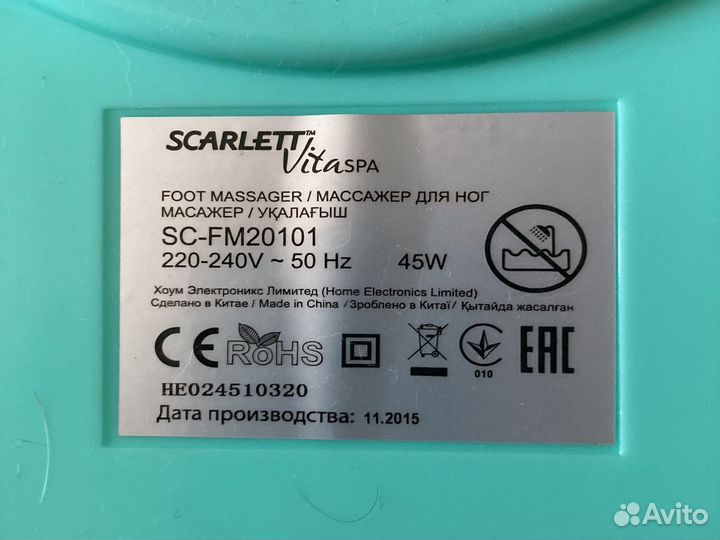 SCARLETT™
VitaSPA
FOOT MASSAGER / МАССАЖЕР ДЛЯ НОГ
МАСАЖЕР / УҚАЛАҒЫШ
SC-FM20101
220-240V ~ 50 Hz 45W
Хоум Электроникс Лимитед (Home Electronics Limited)
Сделано в Китае / Made in China / Зроблено в Китаї / Қытайда жасалған
CE RoHS 010 EAC
HE024510320
Дата производства: 11.2015
Avito